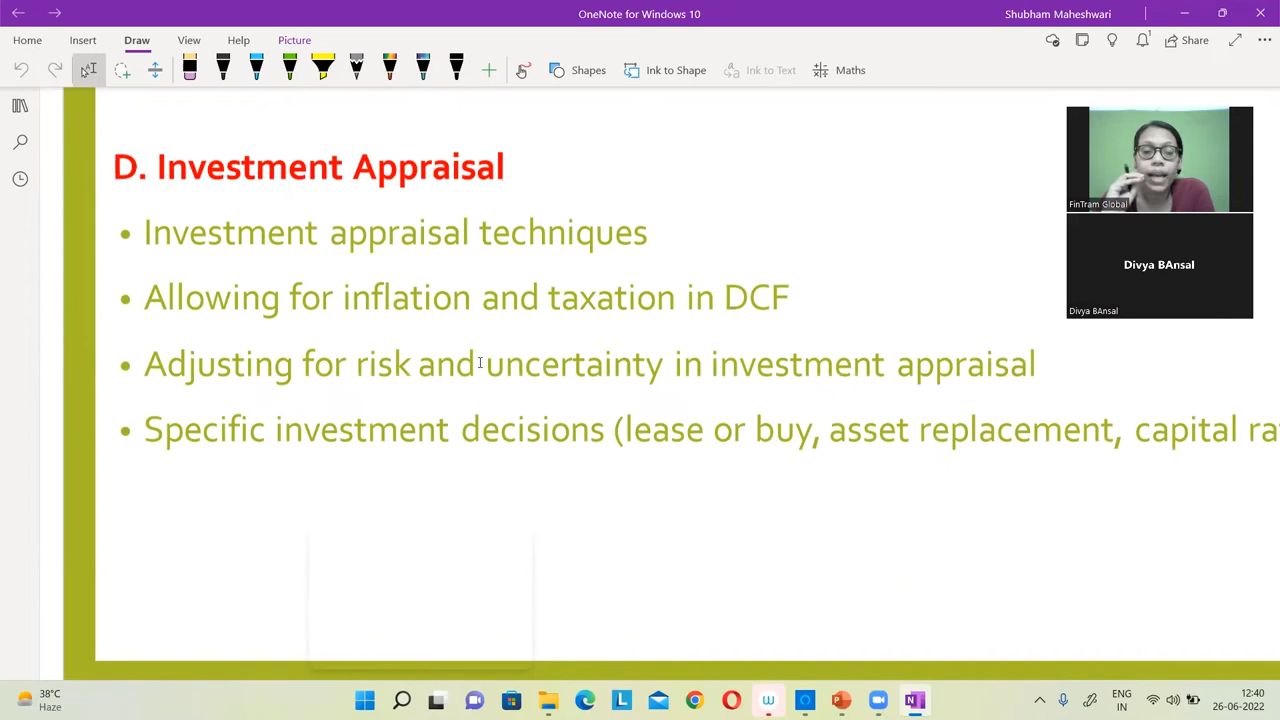 OneNote for Windows 10
Shubham Maheshwari
Home
Insert
Draw
View
Help
Picture
Share
Shapes
Ink to Shape
Ink to Text
Maths
D. Investment Appraisal
• Investment appraisal techniques
• Allowing for inflation and taxation in DCF
• Adjusting for risk and uncertainty in investment appraisal
• Specific investment decisions (lease or buy, asset replacement, capital ra
FinTram Global
Divya BAnsal
Divya BAnsal
38°C
Haze
ENG
IN
12:40
26-06-2022